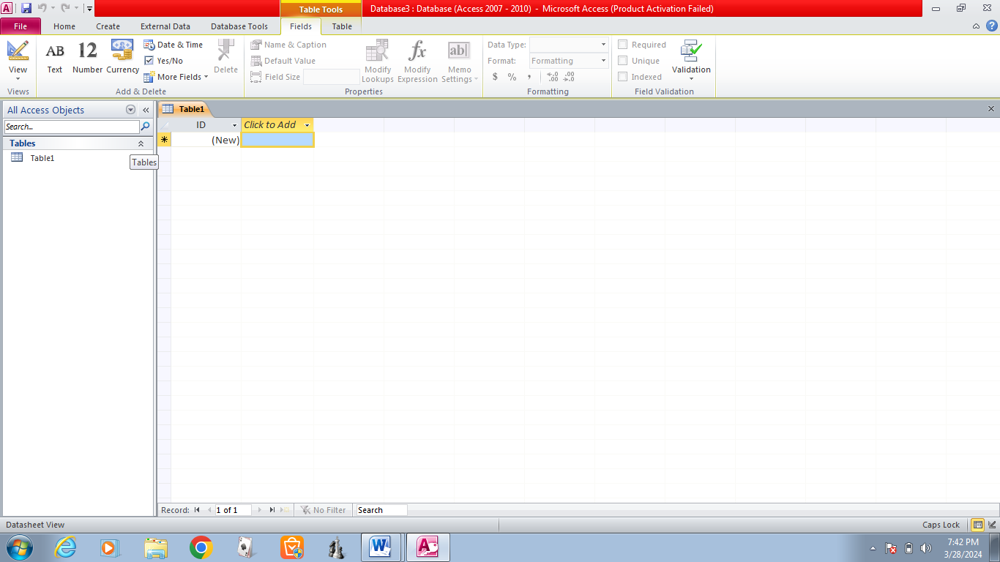 Table Tools
Database3 : Database (Access 2007 - 2010) - Microsoft Access (Product Activation Failed)
File Home Create External Data Database Tools Fields Table
View
Views
AB Text
12 Number
Currency
Date & Time
Yes/No
More Fields
Delete
Add & Delete
Name & Caption
Default Value
Field Size
Modify Lookups
fx Modify Expression
ab Memo Settings
Properties
Data Type:
Format: Formatting
$ % , .00 .00
Formatting
Required
Unique
Indexed
Validation
Field Validation
All Access Objects
Search...
Tables
Table1
Tables
Table1
ID Click to Add
(New)
Record: 1 of 1 No Filter Search
Datasheet View Caps Lock
7:42 PM
3/28/2024